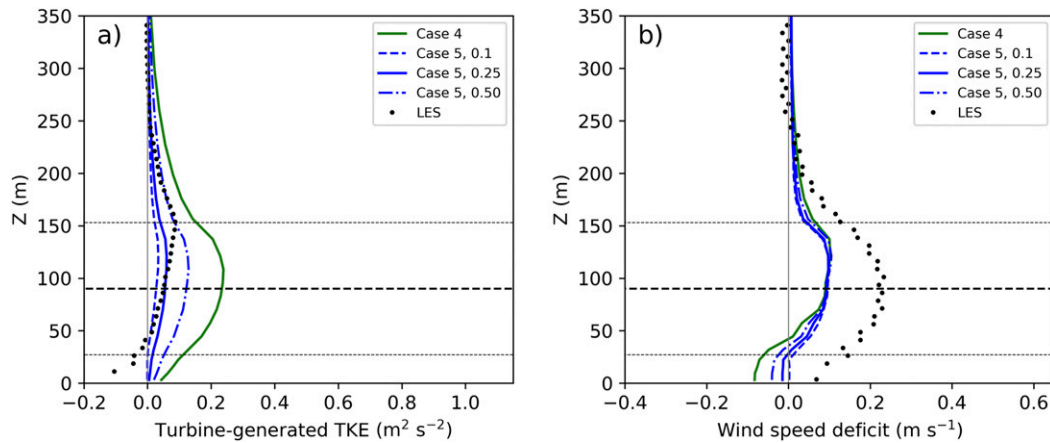 a)
Case 4
Case 5, 0.1
Case 5, 0.25
Case 5, 0.50
LES
350
300
250
200
150
100
50
0
Z (m)
−0.2 0.0 0.2 0.4 0.6 0.8 1.0
Turbine-generated TKE (m² s⁻²)
b)
Case 4
Case 5, 0.1
Case 5, 0.25
Case 5, 0.50
LES
350
300
250
200
150
100
50
0
Z (m)
−0.4 −0.2 0.0 0.2 0.4 0.6
Wind speed deficit (m s⁻¹)